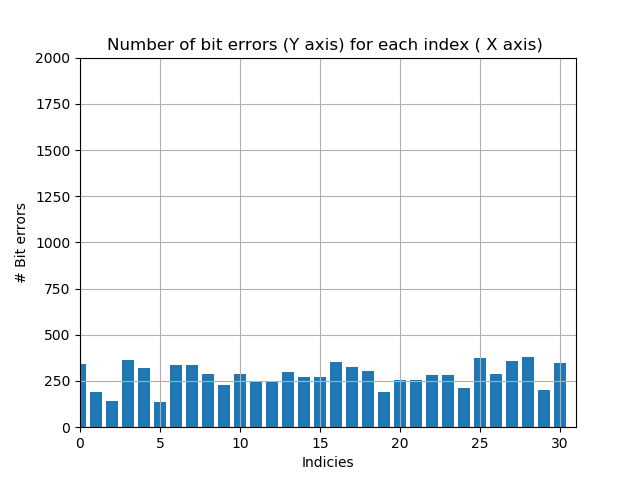 Number of bit errors (Y axis) for each index ( X axis)
2000
1750
1500
1250
1000
750
500
250
0
# Bit errors
0 5 10 15 20 25 30
Indicies